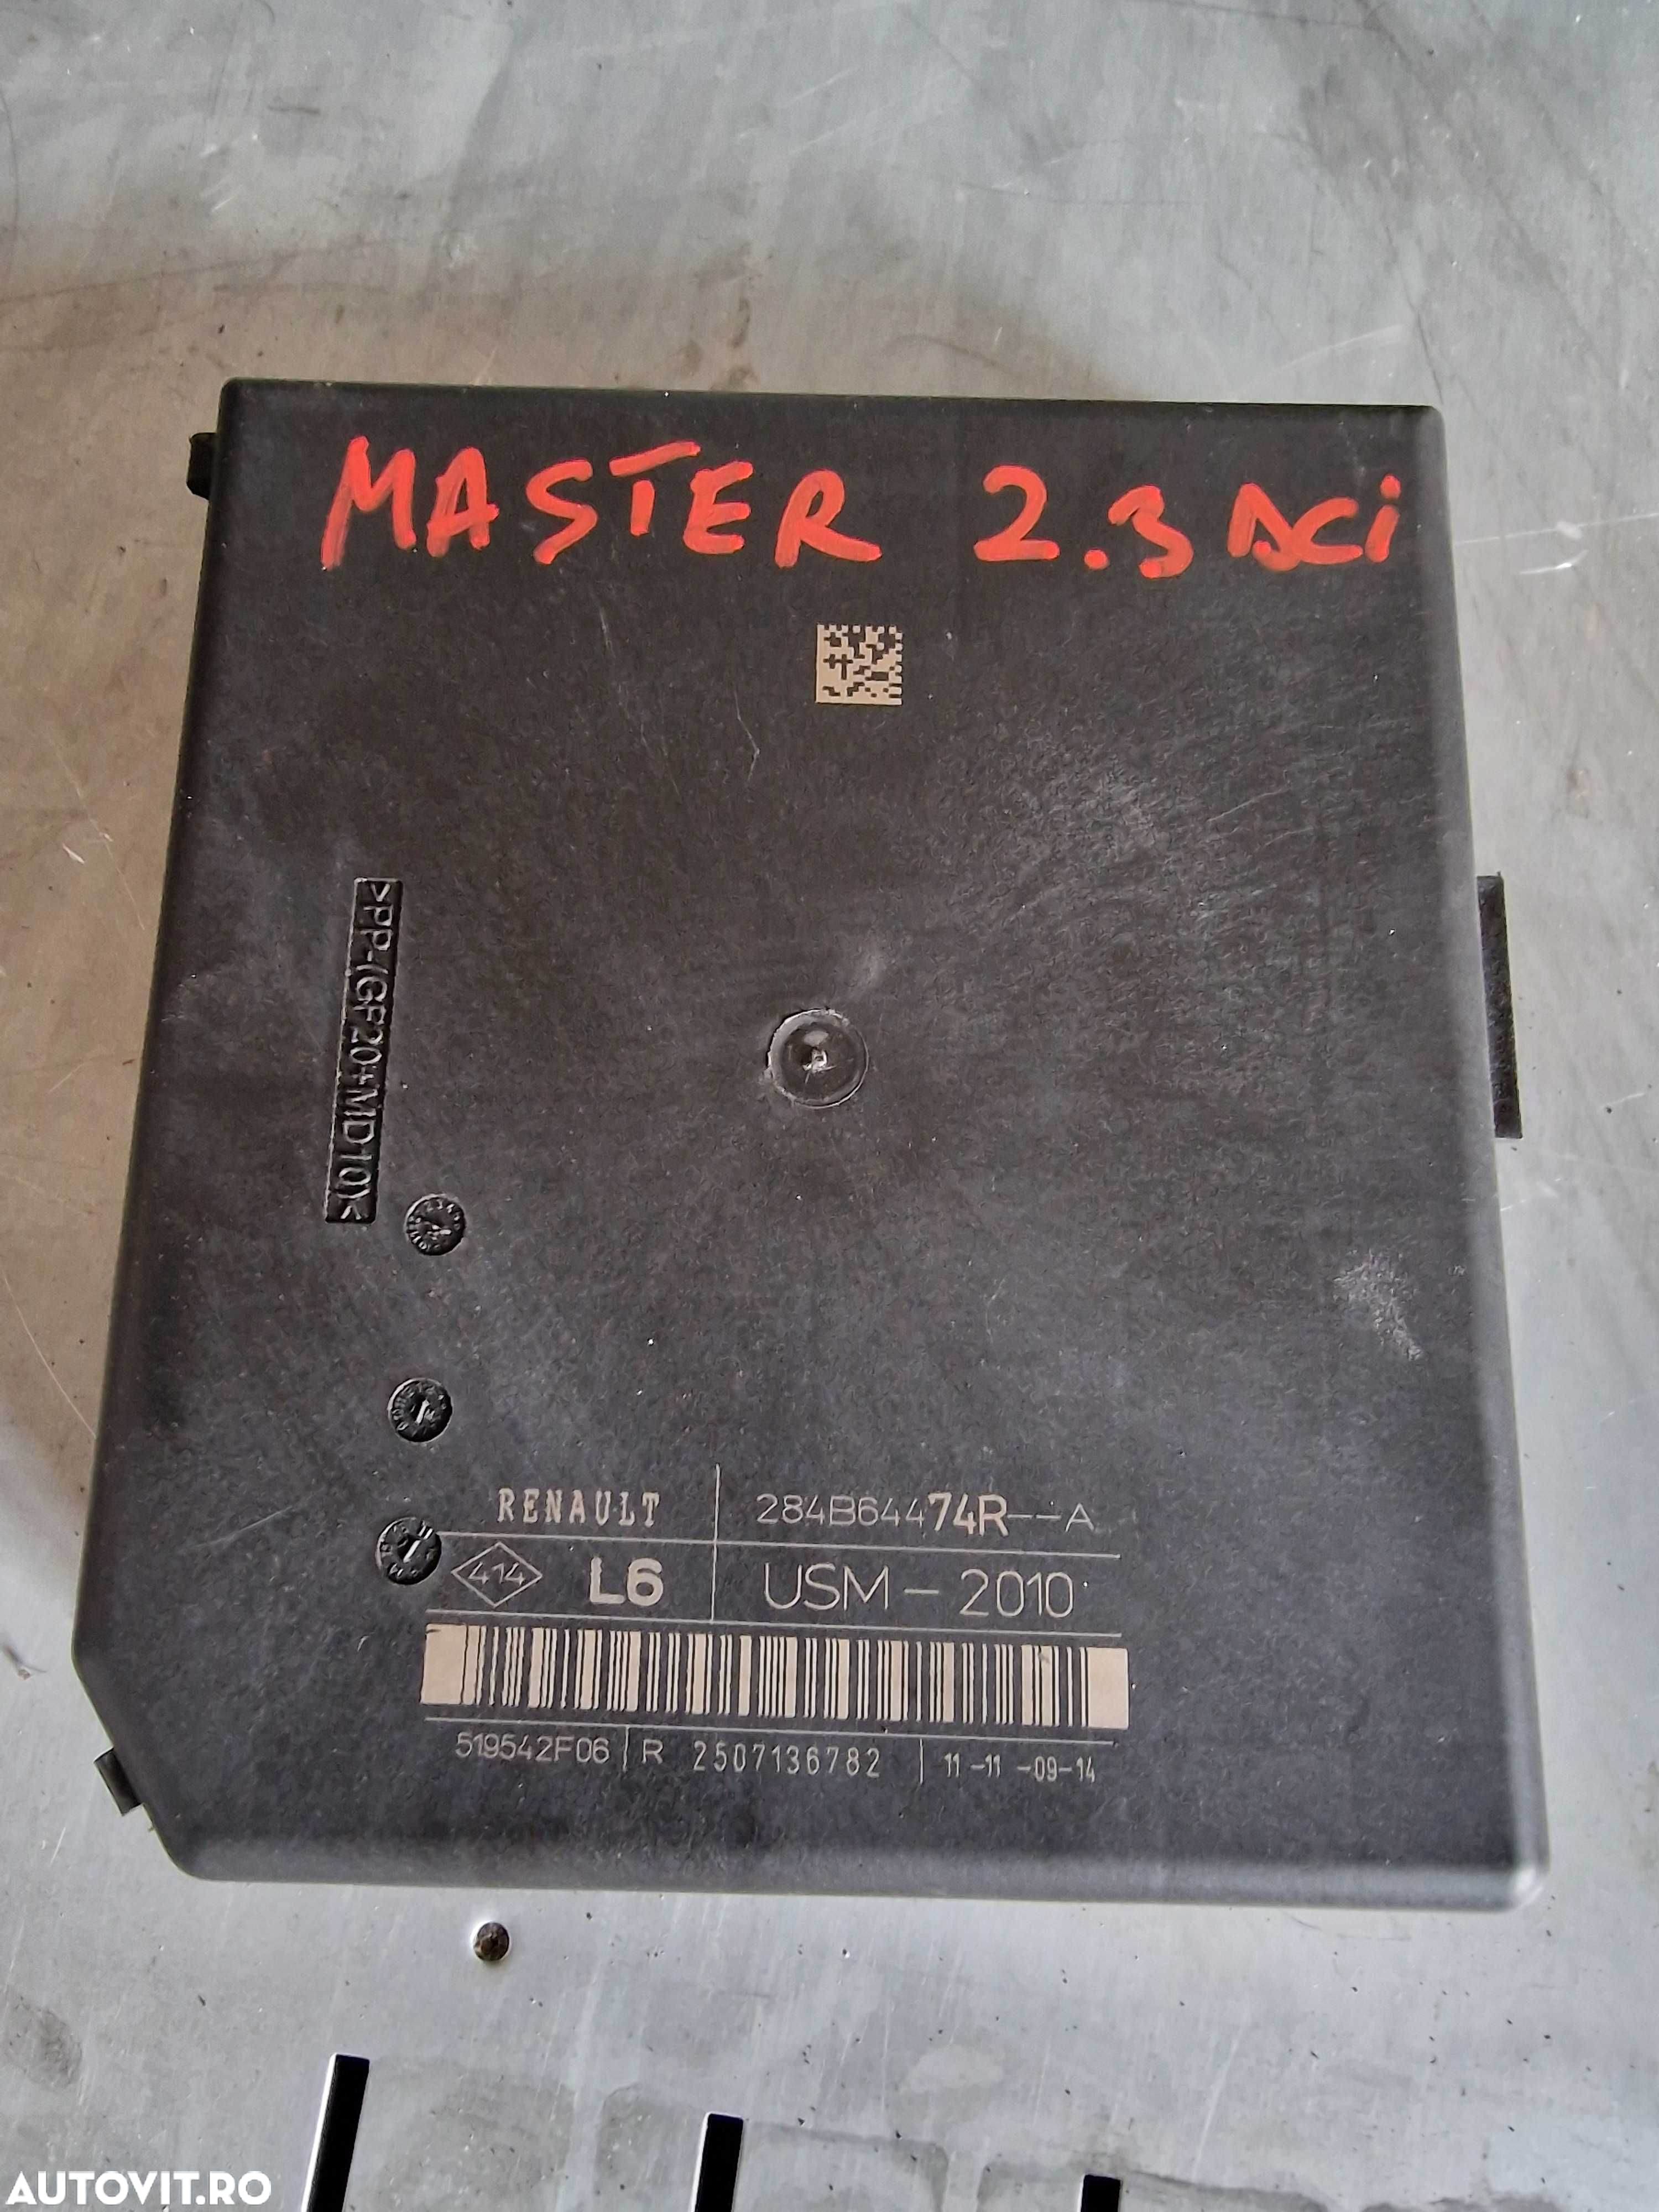 MASTER 2.3 DCi
>PP-(GF20+MD10)<
RENAULT 284B64474R--A
414 L6 USM-2010
519542F06 R 2507136782 11-11-09-14
AUTOVIT.RO